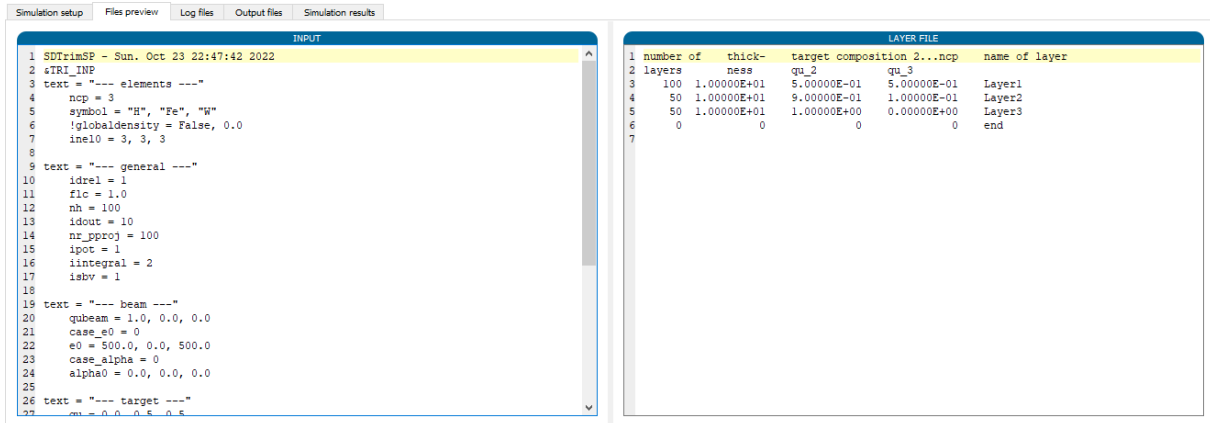 Simulation setup Files preview Log files Output files Simulation results
INPUT
1 SDTrimSP - Sun. Oct 23 22:47:42 2022
2 &TRI_INP
3 text = "--- elements ---"
4 ncp = 3
5 symbol = "H", "Fe", "W"
6 !globaldensity = False, 0.0
7 inel0 = 3, 3, 3
8
9 text = "--- general ---"
10 idrel = 1
11 flc = 1.0
12 nh = 100
13 idout = 10
14 nr_pproj = 100
15 ipot = 1
16 iintegral = 2
17 isbv = 1
18
19 text = "--- beam ---"
20 qubeam = 1.0, 0.0, 0.0
21 case_e0 = 0
22 e0 = 500.0, 0.0, 500.0
23 case_alpha = 0
24 alpha0 = 0.0, 0.0, 0.0
25
26 text = "--- target ---"
27 qu = 0.0, 0.5, 0.5
LAYER FILE
1 number of thick- target composition 2...ncp name of layer
2 layers ness qu_2 qu_3
3 100 1.00000E+01 5.00000E-01 5.00000E-01 Layer1
4 50 1.00000E+01 9.00000E-01 1.00000E-01 Layer2
5 50 1.00000E+01 1.00000E+00 0.00000E+00 Layer3
6 0 0 0 0 end
7